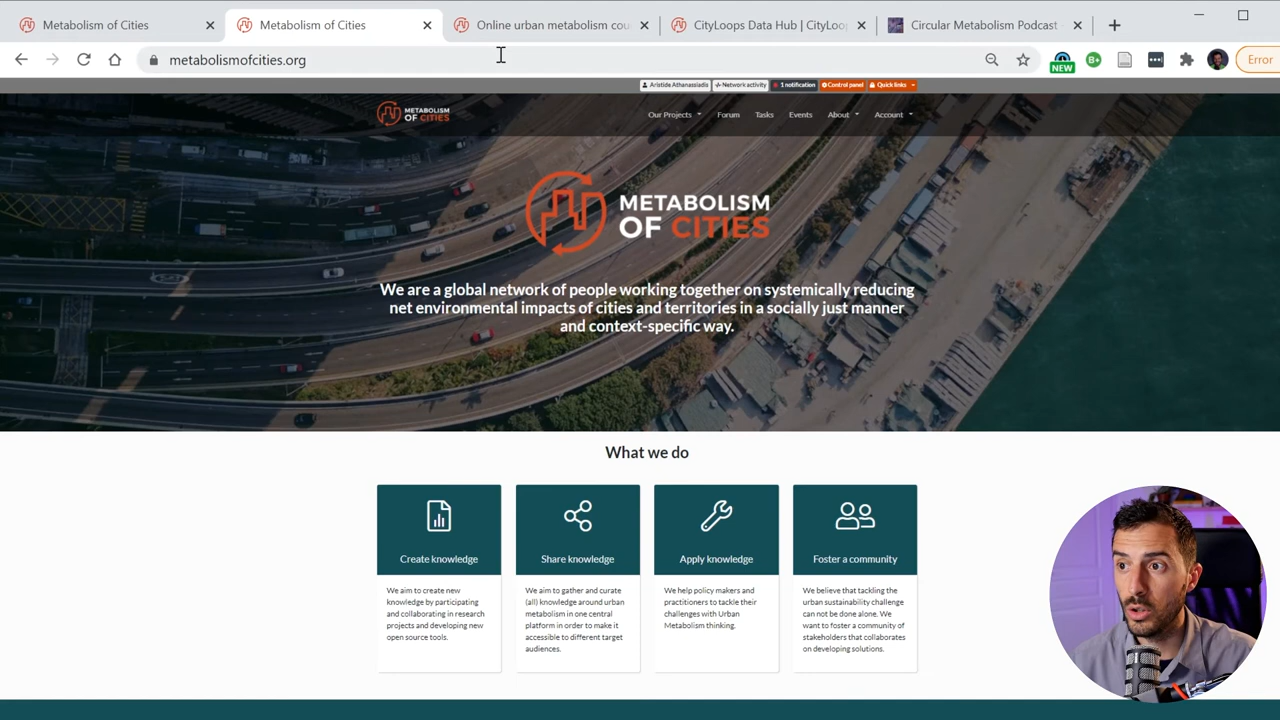 Metabolism of Cities
Metabolism of Cities
Online urban metabolism cou
CityLoops Data Hub | CityLoo
Circular Metabolism Podcast
metabolismofcities.org
NEW
B+
Error
Aristide Athanassiadis
Network activity
1 notification
Control panel
Quick links
METABOLISM
OF CITIES
Our Projects
Forum
Tasks
Events
About
Account
METABOLISM
OF CITIES
We are a global network of people working together on systemically reducing
net environmental impacts of cities and territories in a socially just manner
and context-specific way.
What we do
Create knowledge
We aim to create new
knowledge by participating
and collaborating in research
projects and developing new
open source tools.
Share knowledge
We aim to gather and curate
(all) knowledge around urban
metabolism in one central
platform in order to make it
accessible to different target
audiences.
Apply knowledge
We help policy makers and
practitioners to tackle their
challenges with Urban
Metabolism thinking.
Foster a community
We believe that tackling the
urban sustainability challenge
can not be done alone. We
want to foster a community of
stakeholders that collaborates
on developing solutions.